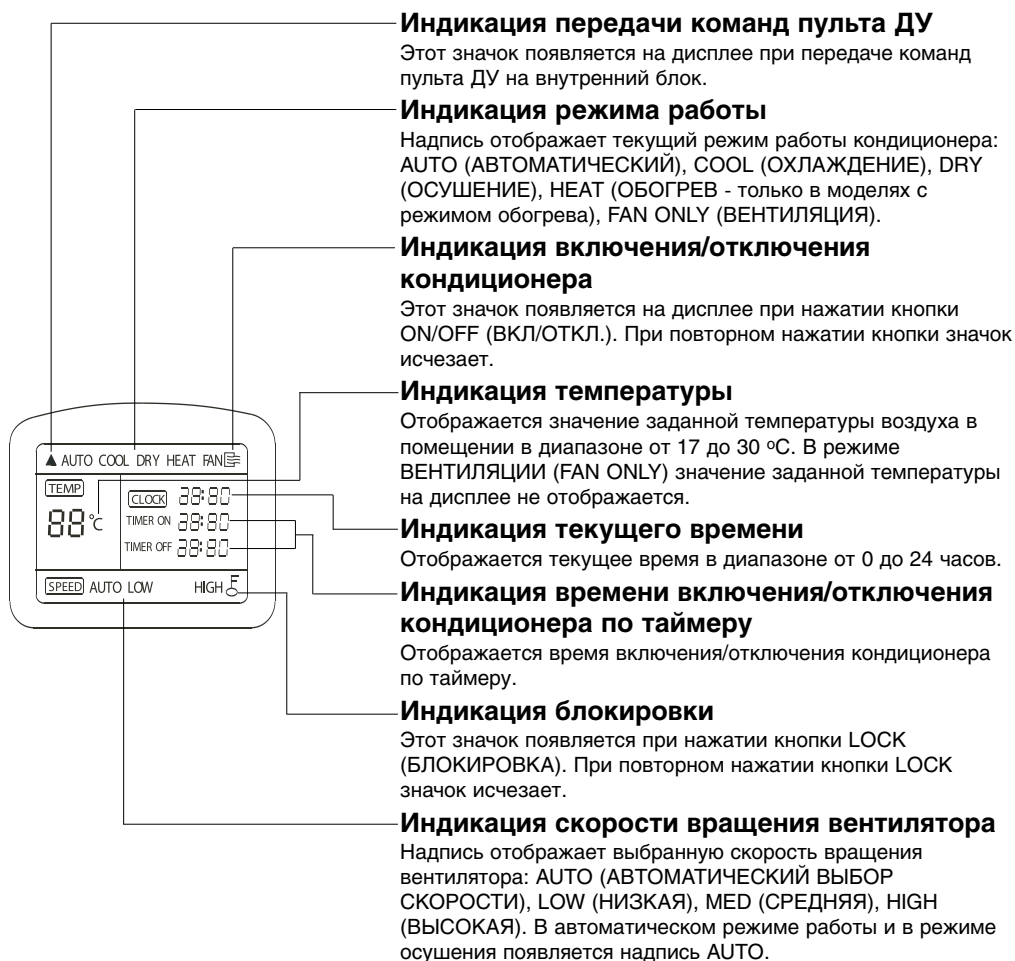 Индикация передачи команд пульта ДУ
Этот значок появляется на дисплее при передаче команд
пульта ДУ на внутренний блок.
Индикация режима работы
Надпись отображает текущий режим работы кондиционера:
AUTO (АВТОМАТИЧЕСКИЙ), COOL (ОХЛАЖДЕНИЕ), DRY
(ОСУШЕНИЕ), HEAT (ОБОГРЕВ - только в моделях с
режимом обогрева), FAN ONLY (ВЕНТИЛЯЦИЯ).
Индикация включения/отключения
кондиционера
Этот значок появляется на дисплее при нажатии кнопки
ON/OFF (ВКЛ/ОТКЛ.). При повторном нажатии кнопки значок
исчезает.
Индикация температуры
Отображается значение заданной температуры воздуха в
помещении в диапазоне от 17 до 30 °С. В режиме
ВЕНТИЛЯЦИИ (FAN ONLY) значение заданной температуры
на дисплее не отображается.
Индикация текущего времени
Отображается текущее время в диапазоне от 0 до 24 часов.
Индикация времени включения/отключения
кондиционера по таймеру
Отображается время включения/отключения кондиционера
по таймеру.
Индикация блокировки
Этот значок появляется при нажатии кнопки LOCK
(БЛОКИРОВКА). При повторном нажатии кнопки LOCK
значок исчезает.
Индикация скорости вращения вентилятора
Надпись отображает выбранную скорость вращения
вентилятора: AUTO (АВТОМАТИЧЕСКИЙ ВЫБОР
СКОРОСТИ), LOW (НИЗКАЯ), MED (СРЕДНЯЯ), HIGH
(ВЫСОКАЯ). В автоматическом режиме работы и в режиме
осушения появляется надпись AUTO.
▲ AUTO COOL DRY HEAT FAN
TEMP
88°C
CLOCK 28:80
TIMER ON 28:80
TIMER OFF 28:80
SPEED AUTO LOW HIGH